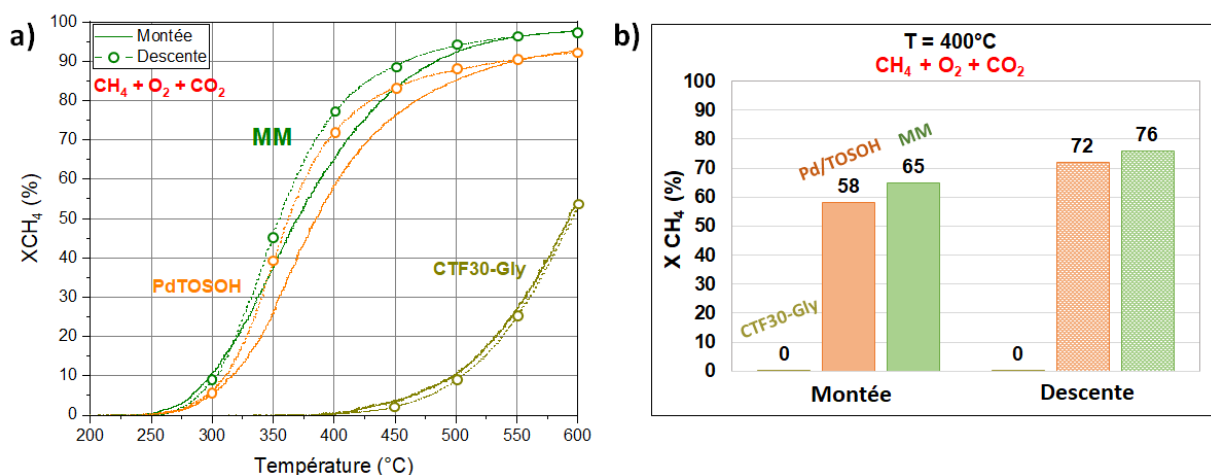 a)
Montée
Descente
CH4 + O2 + CO2
MM
PdTOSOH
CTF30-Gly
XCH4 (%)
100
90
80
70
60
50
40
30
20
10
0
200 250 300 350 400 450 500 550 600
Température (°C)
b)
T = 400°C
CH4 + O2 + CO2
X CH4 (%)
100
90
80
70
60
50
40
30
20
10
0
CTF30-Gly
Pd/TOSOH
MM
0 58 65 0 72 76
Montée Descente